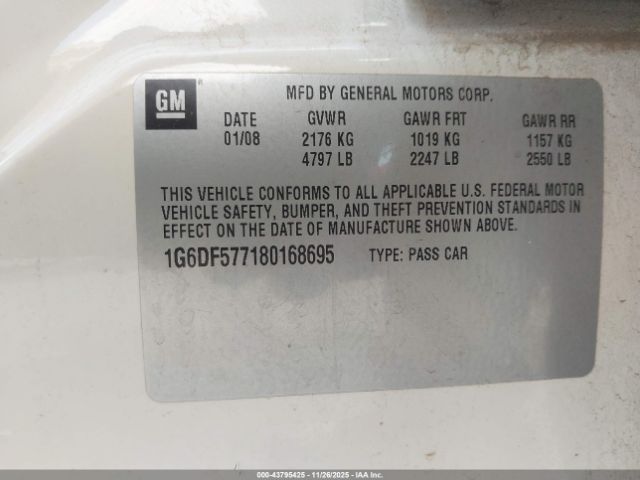 GM ®
MFD BY GENERAL MOTORS CORP.
DATE GVWR GAWR FRT GAWR RR
01/08 2176 KG 1019 KG 1157 KG
4797 LB 2247 LB 2550 LB
THIS VEHICLE CONFORMS TO ALL APPLICABLE U.S. FEDERAL MOTOR
VEHICLE SAFETY, BUMPER, AND THEFT PREVENTION STANDARDS IN
EFFECT ON THE DATE OF MANUFACTURE SHOWN ABOVE.
1G6DF577180168695 TYPE: PASS CAR
000-43795425 - 11/26/2025 - IAA, Inc.